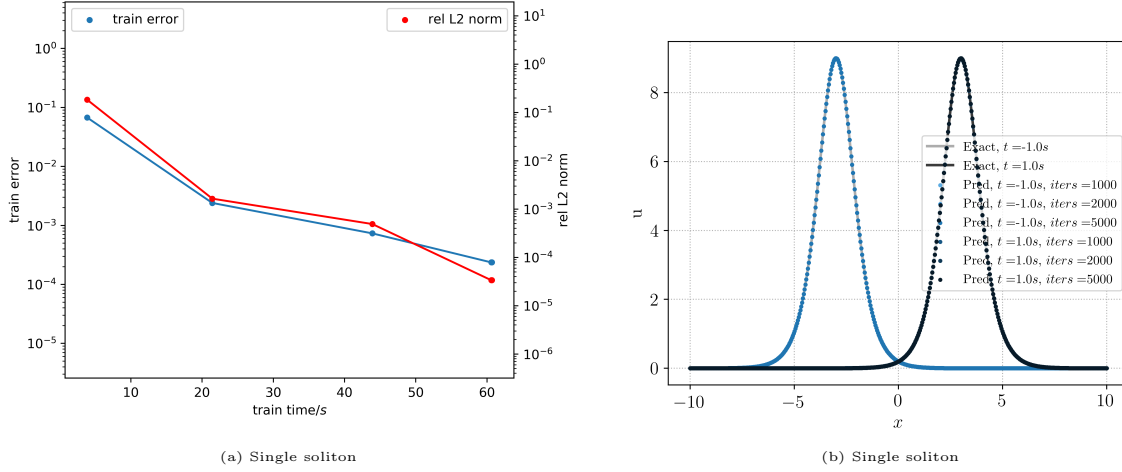 train error
rel L2 norm
10^0
10^{-1}
10^{-2}
10^{-3}
10^{-4}
10^{-5}
train error
10 20 30 40 50 60
train time/s
10^1
10^0
10^{-1}
10^{-2}
10^{-3}
10^{-4}
10^{-5}
10^{-6}
rel L2 norm
(a) Single soliton
8
6
4
2
0
u
Exact, t =-1.0s
Exact, t =1.0s
Pred, t =-1.0s, iters =1000
Pred, t =-1.0s, iters =2000
Pred, t =-1.0s, iters =5000
Pred, t =1.0s, iters =1000
Pred, t =1.0s, iters =2000
Pred, t =1.0s, iters =5000
−10 −5 0 5 10
x
(b) Single soliton